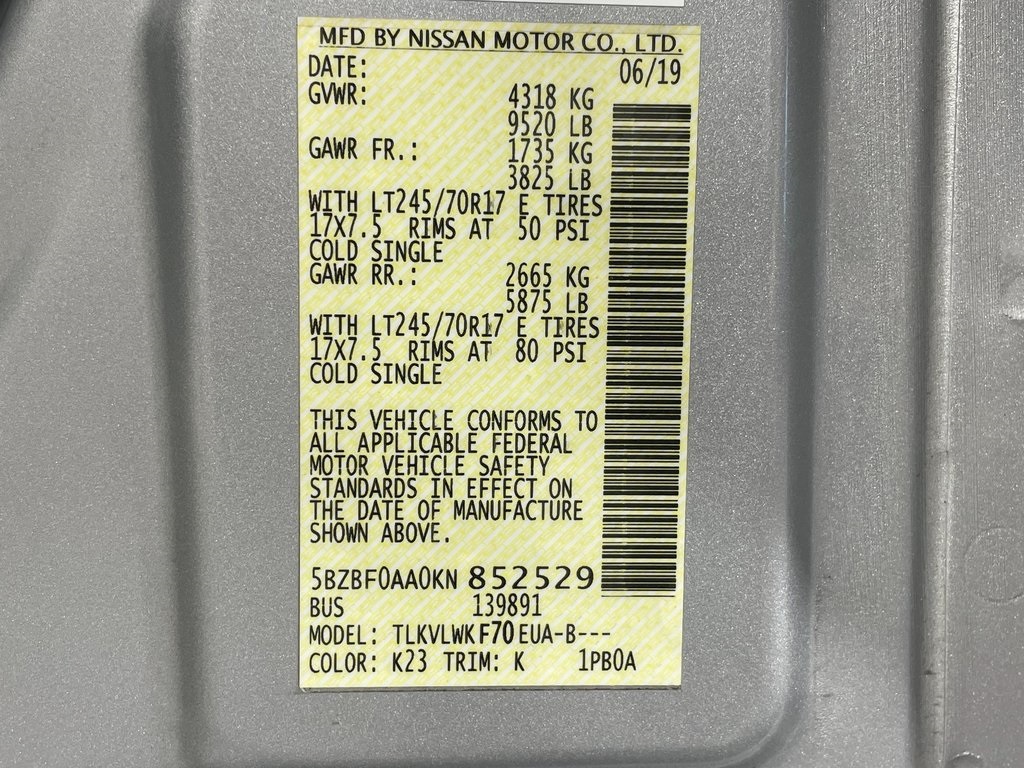 MFD BY NISSAN MOTOR CO., LTD.
DATE: 06/19
GVWR: 4318 KG
9520 LB
GAWR FR.: 1735 KG
3825 LB
WITH LT245/70R17 E TIRES
17X7.5 RIMS AT 50 PSI
COLD SINGLE
GAWR RR.: 2665 KG
5875 LB
WITH LT245/70R17 E TIRES
17X7.5 RIMS AT 80 PSI
COLD SINGLE
THIS VEHICLE CONFORMS TO
ALL APPLICABLE FEDERAL
MOTOR VEHICLE SAFETY
STANDARDS IN EFFECT ON
THE DATE OF MANUFACTURE
SHOWN ABOVE.
5BZBF0AA0KN 852529
BUS 139891
MODEL: TLKVLWKF70EUA-B---
COLOR: K23 TRIM: K 1PB0A